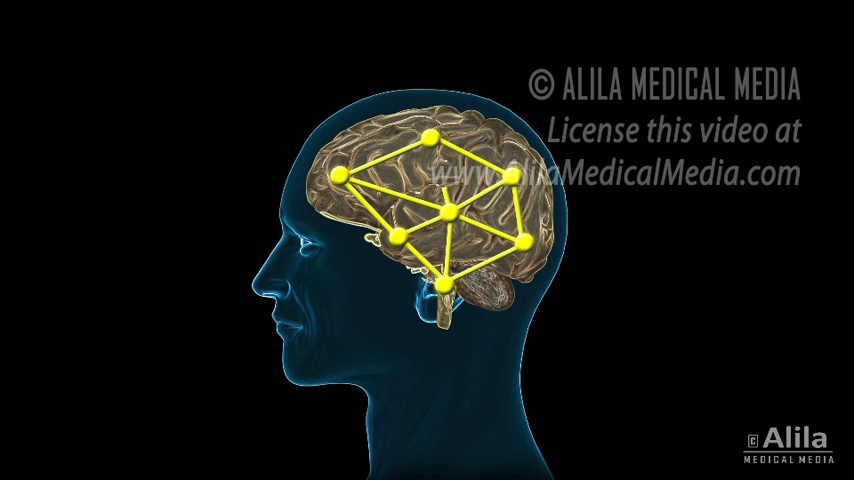 © ALILA MEDICAL MEDIA
License this video at
www.AlilaMedicalMedia.com
© Alila
MEDICAL MEDIA